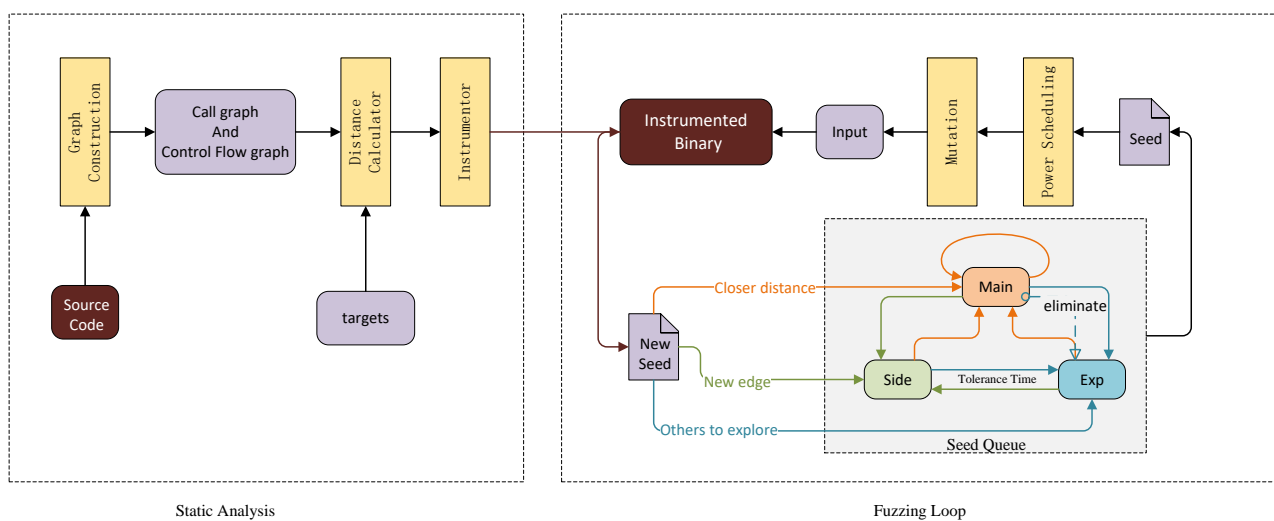 Graph
Construction
Call graph
And
Control Flow graph
Distance
Calculator
Instrumentor
Source
Code
targets
Static Analysis
Instrumented
Binary
Input
Mutation
Power Scheduling
Seed
Closer distance
Main
eliminate
New
Seed
New edge
Side
Tolerance Time
Exp
Others to explore
Seed Queue
Fuzzing Loop